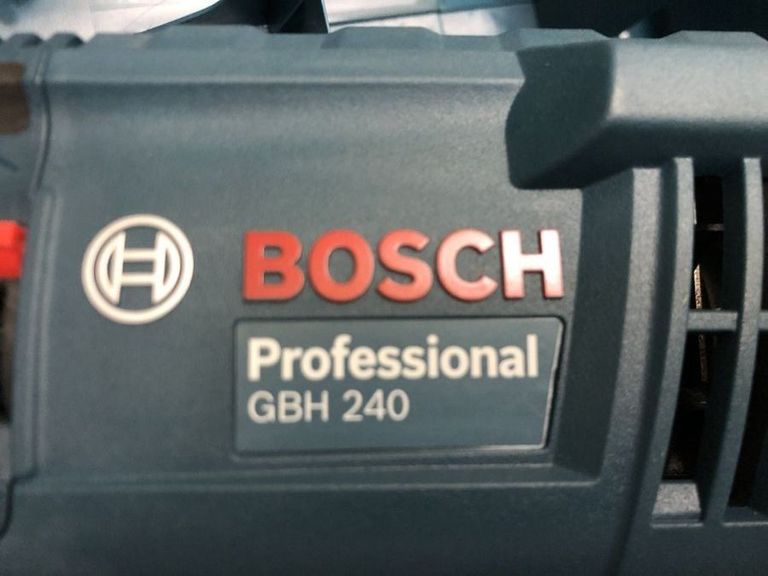 BOSCH
Professional
GBH 240